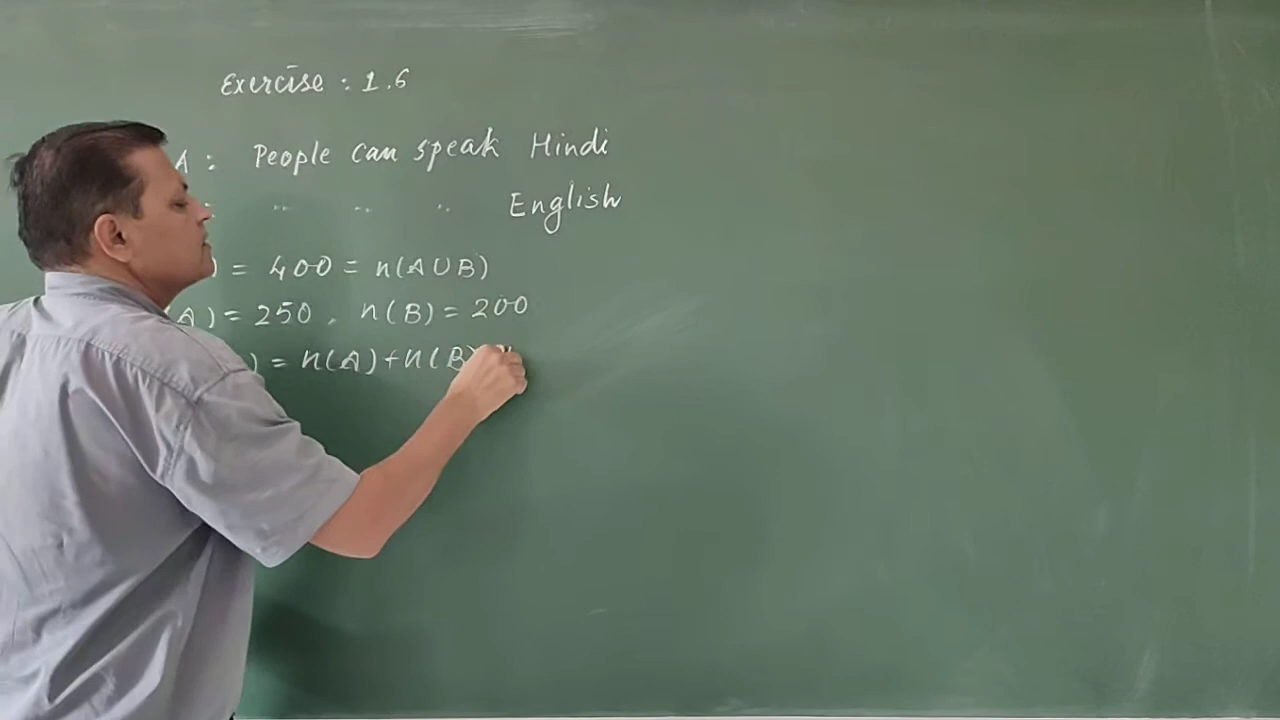 Exercise : 1.6
A : People can speak Hindi
: " " " English
) = 400 = n(A∪B)
(A) = 250 , n(B) = 200
) = n(A)+n(B)